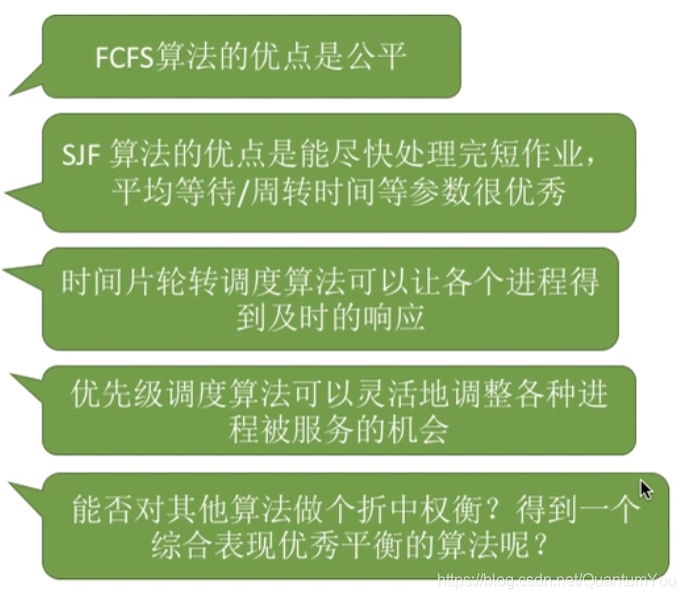 FCFS算法的优点是公平
SJF 算法的优点是能尽快处理完短作业，
平均等待/周转时间等参数很优秀
时间片轮转调度算法可以让各个进程得
到及时的响应
优先级调度算法可以灵活地调整各种进
程被服务的机会
能否对其他算法做个折中权衡？得到一个
综合表现优秀平衡的算法呢？
https://blog.csdn.net/QuantumYou